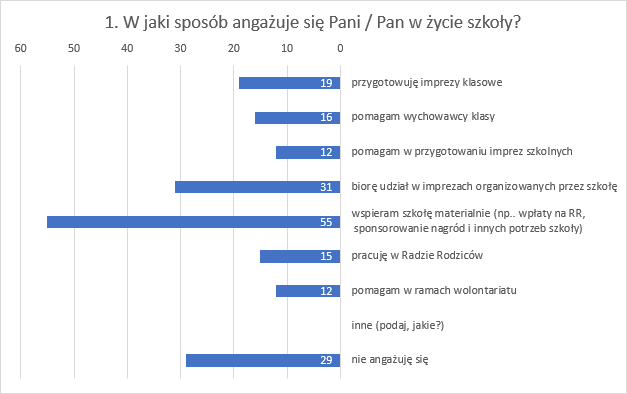 1. W jaki sposób angażuje się Pani / Pan w życie szkoły?
60 50 40 30 20 10 0
19 przygotowuję imprezy klasowe
16 pomagam wychowawcy klasy
12 pomagam w przygotowaniu imprez szkolnych
31 biorę udział w imprezach organizowanych przez szkołę
55 wspieram szkołę materialnie (np.. wpłaty na RR,
sponsorowanie nagród i innych potrzeb szkoły)
15 pracuję w Radzie Rodziców
12 pomagam w ramach wolontariatu
inne (podaj, jakie?)
29 nie angażuję się